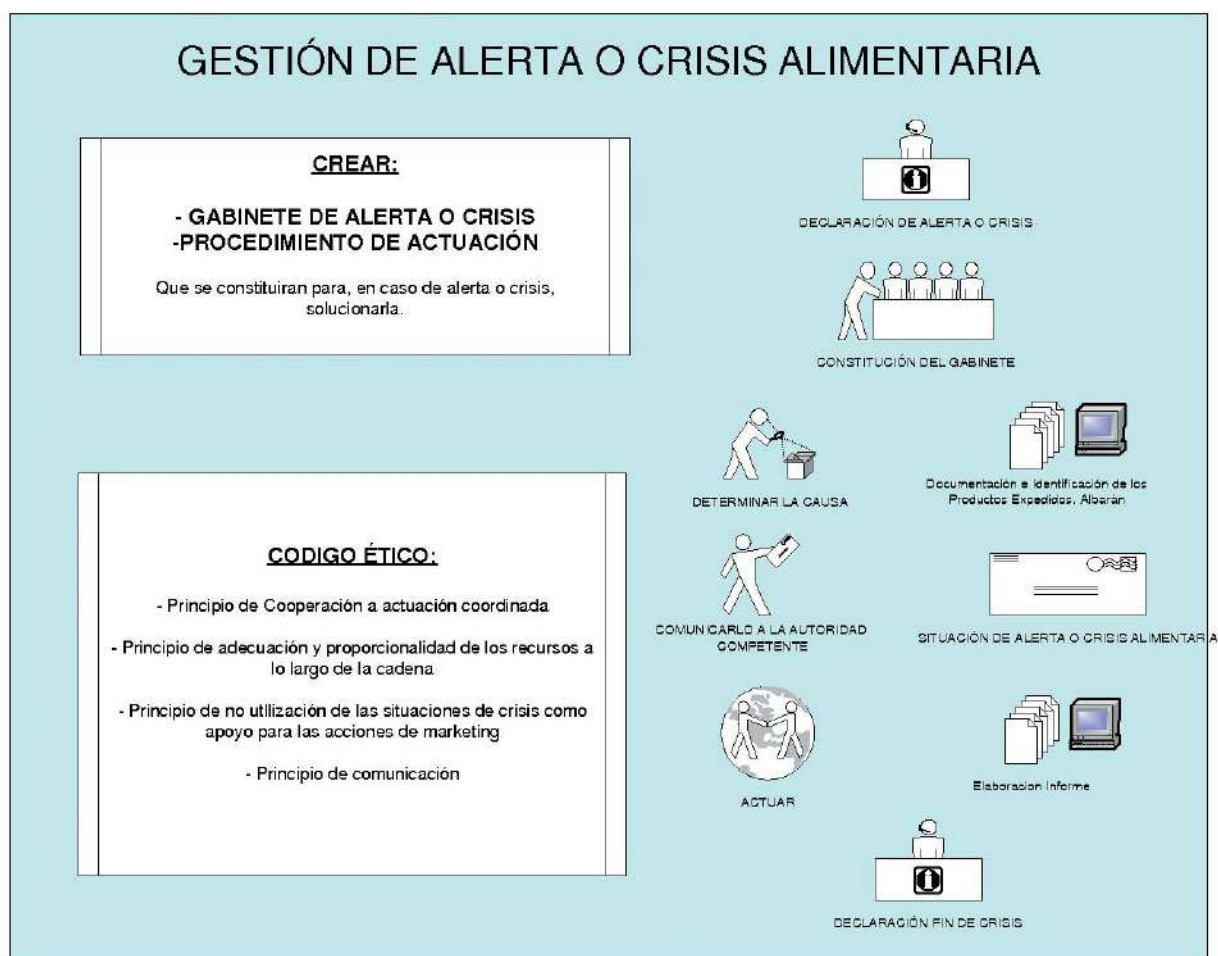 GESTIÓN DE ALERTA O CRISIS ALIMENTARIA
CREAR:
- GABINETE DE ALERTA O CRISIS
-PROCEDIMIENTO DE ACTUACIÓN
Que se constituiran para, en caso de alerta o crisis,
solucionarla.
CODIGO ÉTICO:
- Principio de Cooperación a actuación coordinada
- Principio de adecuación y proporcionalidad de los recursos a
lo largo de la cadena
- Principio de no utilización de las situaciones de crisis como
apoyo para las acciones de marketing
- Principio de comunicación
DECLARACIÓN DE ALERTA O CRISIS
CONSTITUCIÓN DEL GABINETE
DETERMINAR LA CAUSA
Documentación e Identificación de los
Productos Expedidos. Albarán
COMUNICARLO A LA AUTORIDAD
COMPETENTE
SITUACIÓN DE ALERTA O CRISIS ALIMENTARIA
ACTUAR
Elaboracion Informe
DECLARACIÓN FIN DE CRISIS